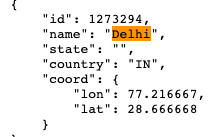 {
"id": 1273294,
"name": "Delhi",
"state": "",
"country": "IN",
"coord": {
"lon": 77.216667,
"lat": 28.666668
}